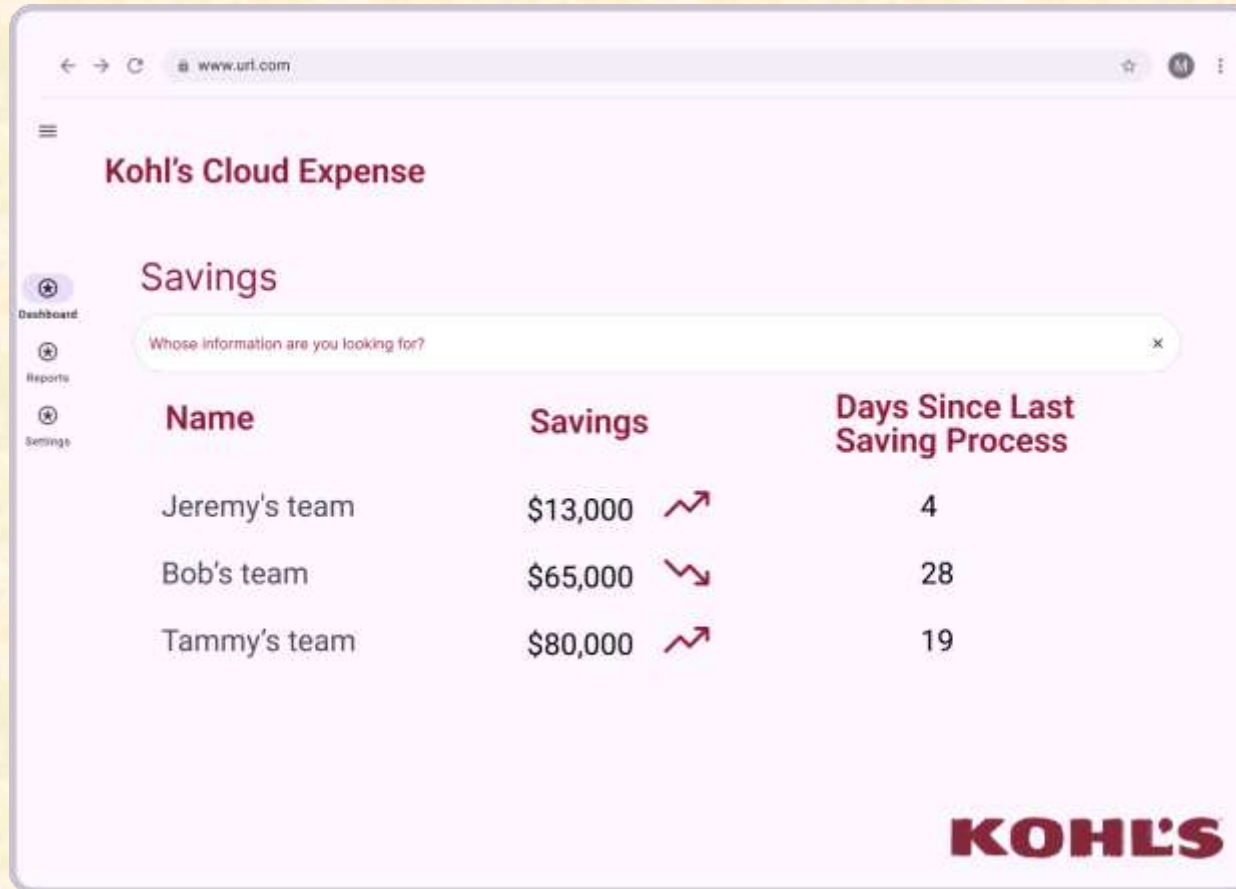 www.url.com
M
Kohl's Cloud Expense
Savings
Dashboard
Whose information are you looking for?
Reports
Settings
Name Savings Days Since Last
Saving Process
Jeremy's team $13,000 4
Bob's team $65,000 28
Tammy's team $80,000 19
KOHL'S